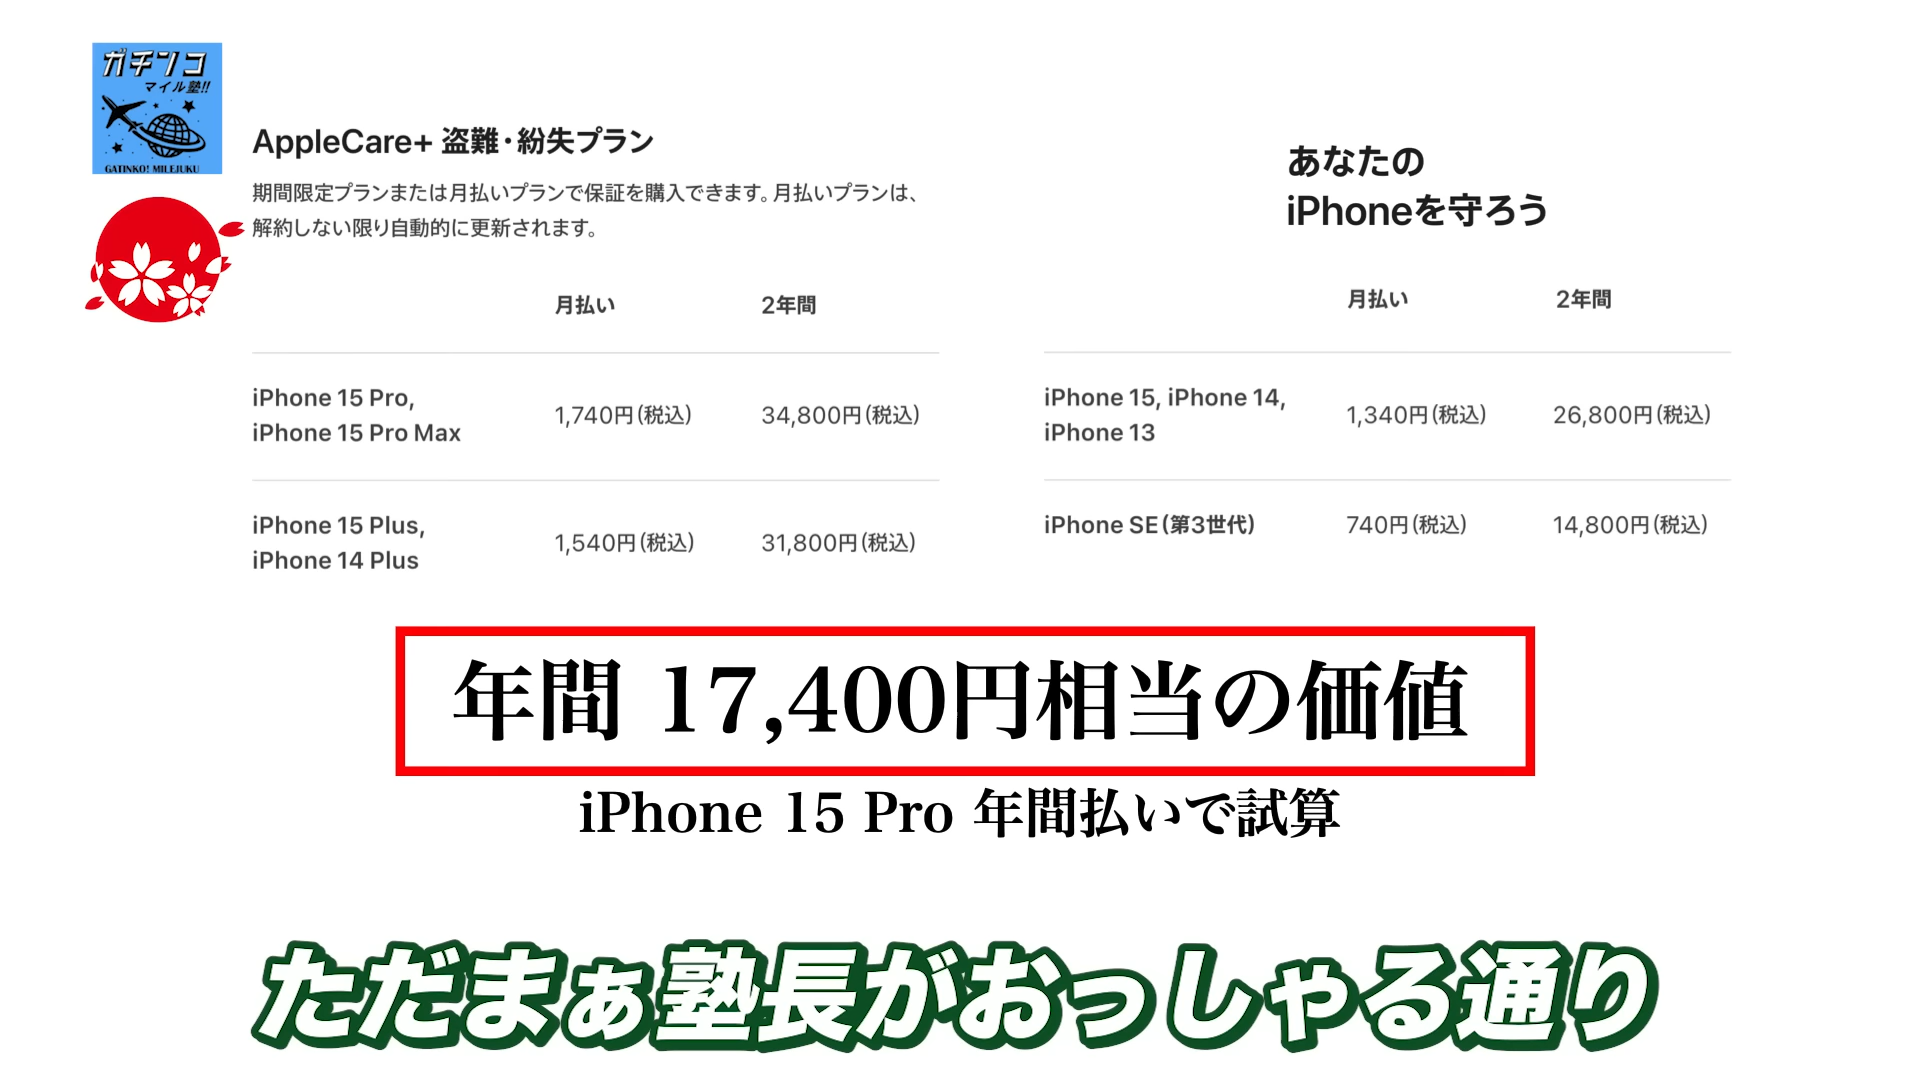 ガチンコ
マイル塾!!
GATINKO! MILEJUKU
AppleCare+ 盗難・紛失プラン
期間限定プランまたは月払いプランで保証を購入できます。月払いプランは、
解約しない限り自動的に更新されます。
月払い 2年間
iPhone 15 Pro,
iPhone 15 Pro Max
1,740円(税込) 34,800円(税込)
iPhone 15 Plus,
iPhone 14 Plus
1,540円(税込) 31,800円(税込)
あなたの
iPhoneを守ろう
月払い 2年間
iPhone 15, iPhone 14,
iPhone 13
1,340円(税込) 26,800円(税込)
iPhone SE(第3世代) 740円(税込) 14,800円(税込)
年間 17,400円相当の価値
iPhone 15 Pro 年間払いで試算
ただまぁ塾長がおっしゃる通り